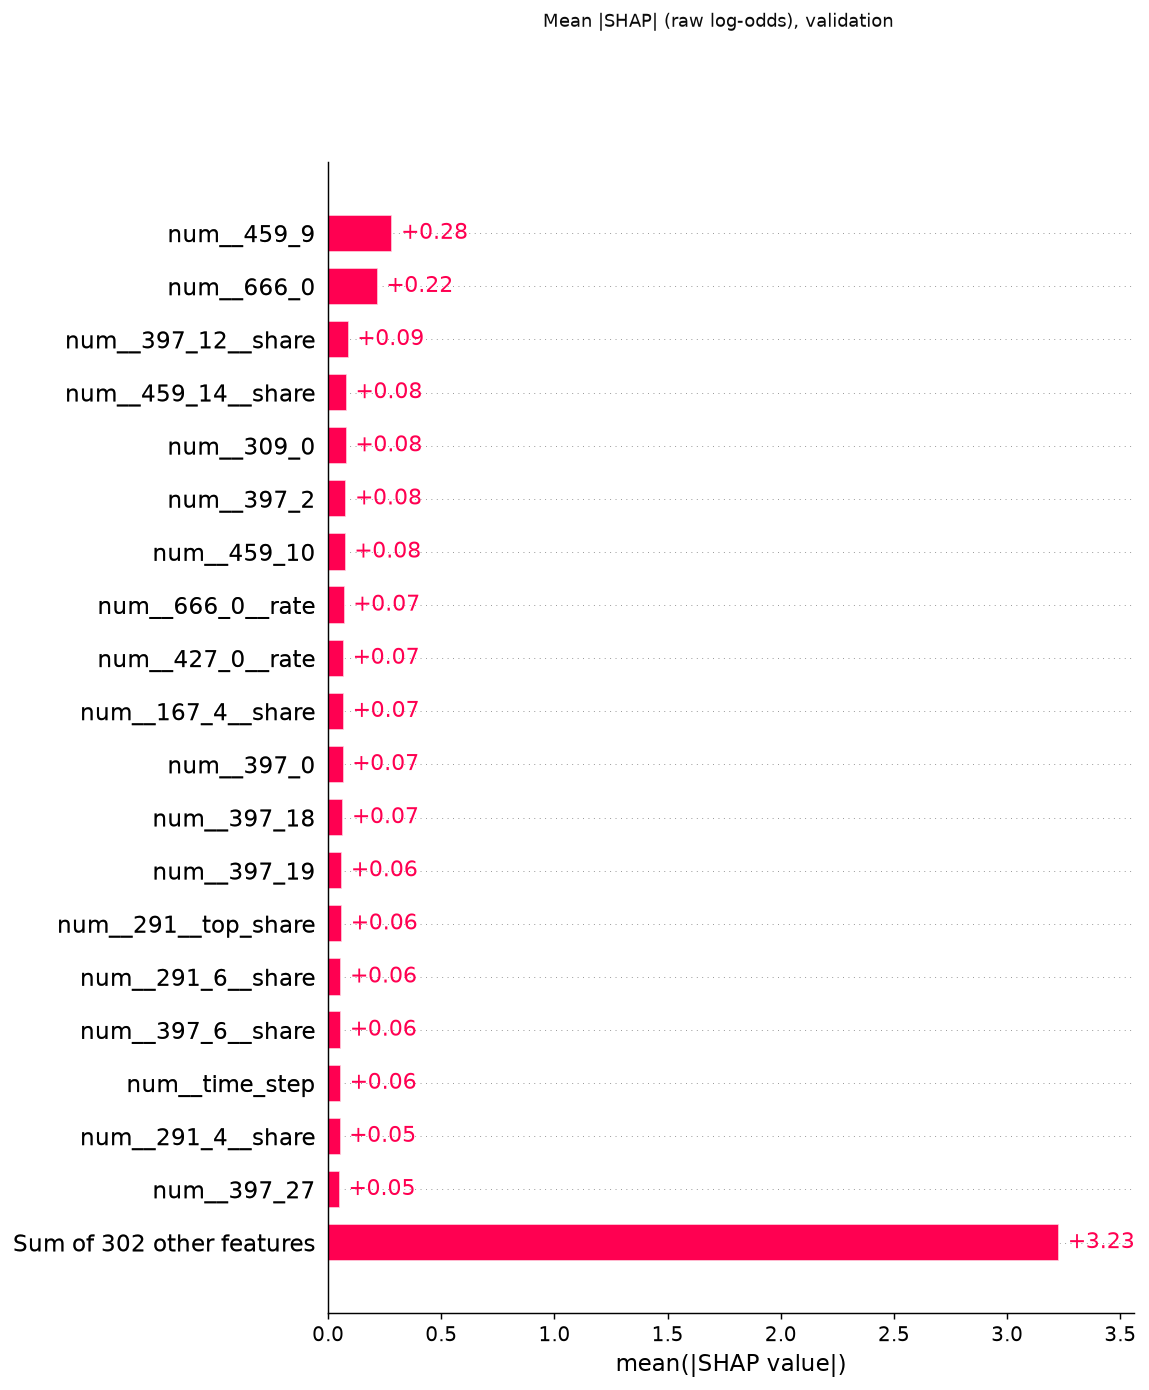 Mean |SHAP| (raw log-odds), validation
num__459_9 +0.28
num__666_0 +0.22
num__397_12__share +0.09
num__459_14__share +0.08
num__309_0 +0.08
num__397_2 +0.08
num__459_10 +0.08
num__666_0__rate +0.07
num__427_0__rate +0.07
num__167_4__share +0.07
num__397_0 +0.07
num__397_18 +0.07
num__397_19 +0.06
num__291__top_share +0.06
num__291_6__share +0.06
num__397_6__share +0.06
num__time_step +0.06
num__291_4__share +0.05
num__397_27 +0.05
Sum of 302 other features +3.23
0.0 0.5 1.0 1.5 2.0 2.5 3.0 3.5
mean(|SHAP value|)